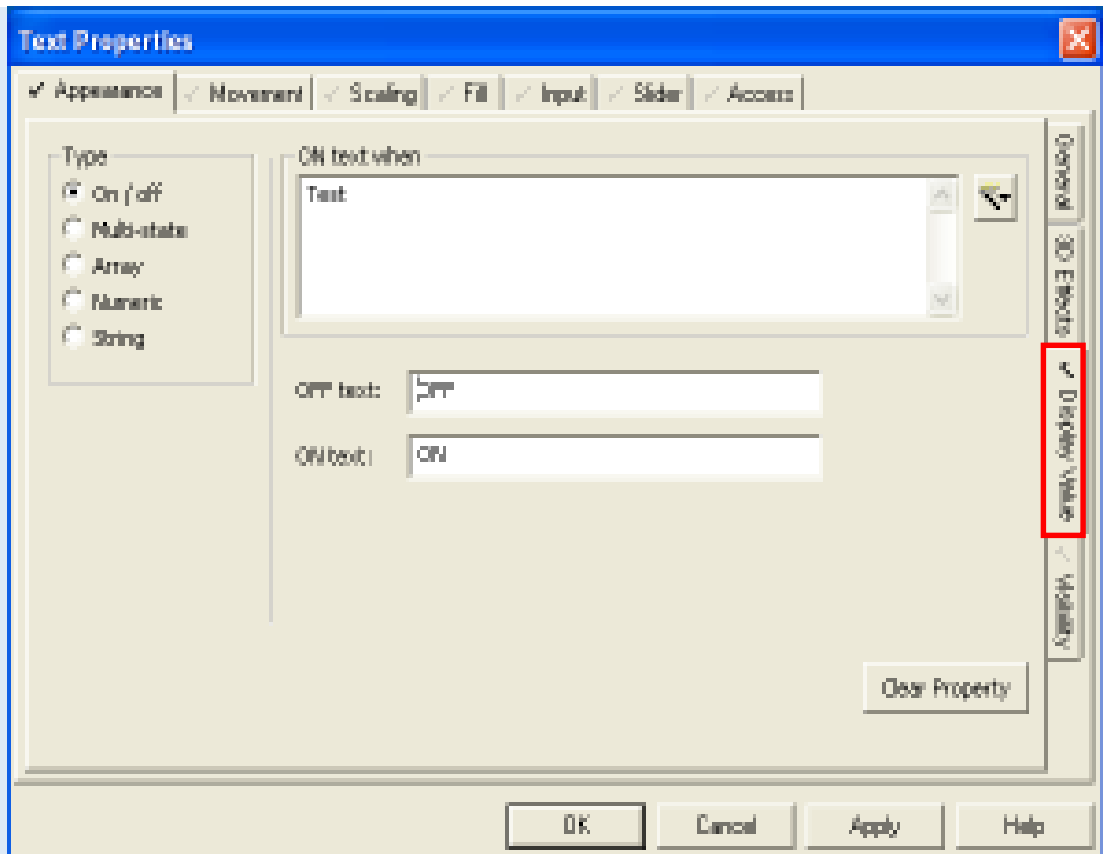 Text Properties
Appearance Movement Scaling Fill Input Slider Access
Type
On / off
Multi-state
Array
Numeric
String
ON text when
Test
OFF text: OFF
ON text: ON
General
3D Effects
Display Value
Visibility
Clear Property
OK Cancel Apply Help